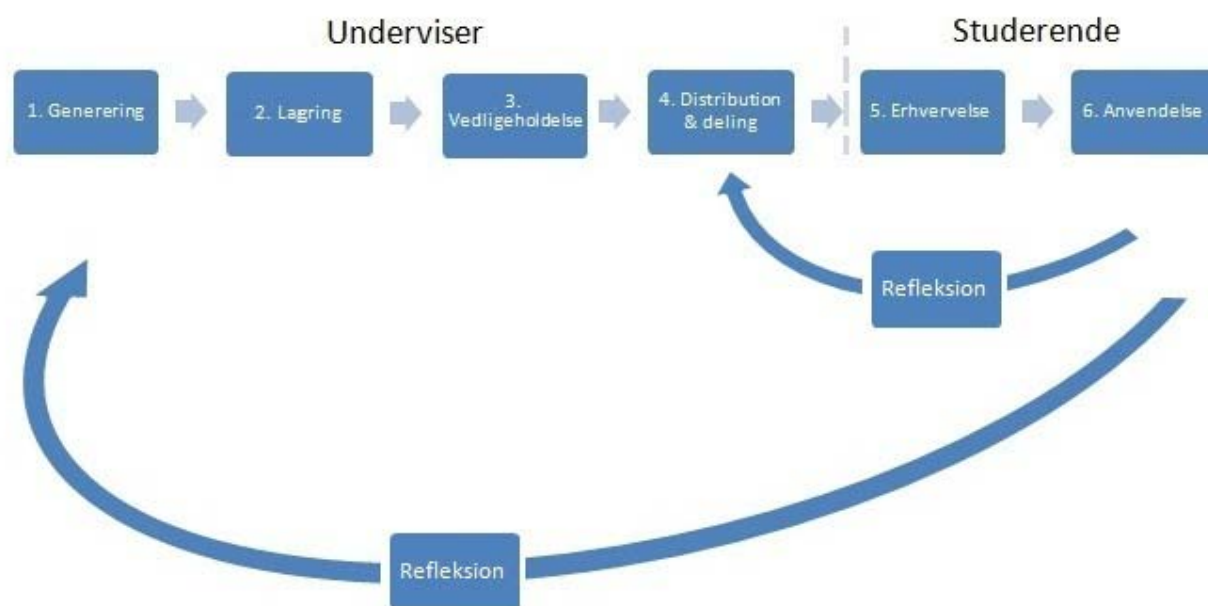 Underviser
Studerende
1. Generering
2. Lagring
3.
Vedligeholdelse
4. Distribution
& deling
5. Erhvervelse
6. Anvendelse
Refleksion
Refleksion